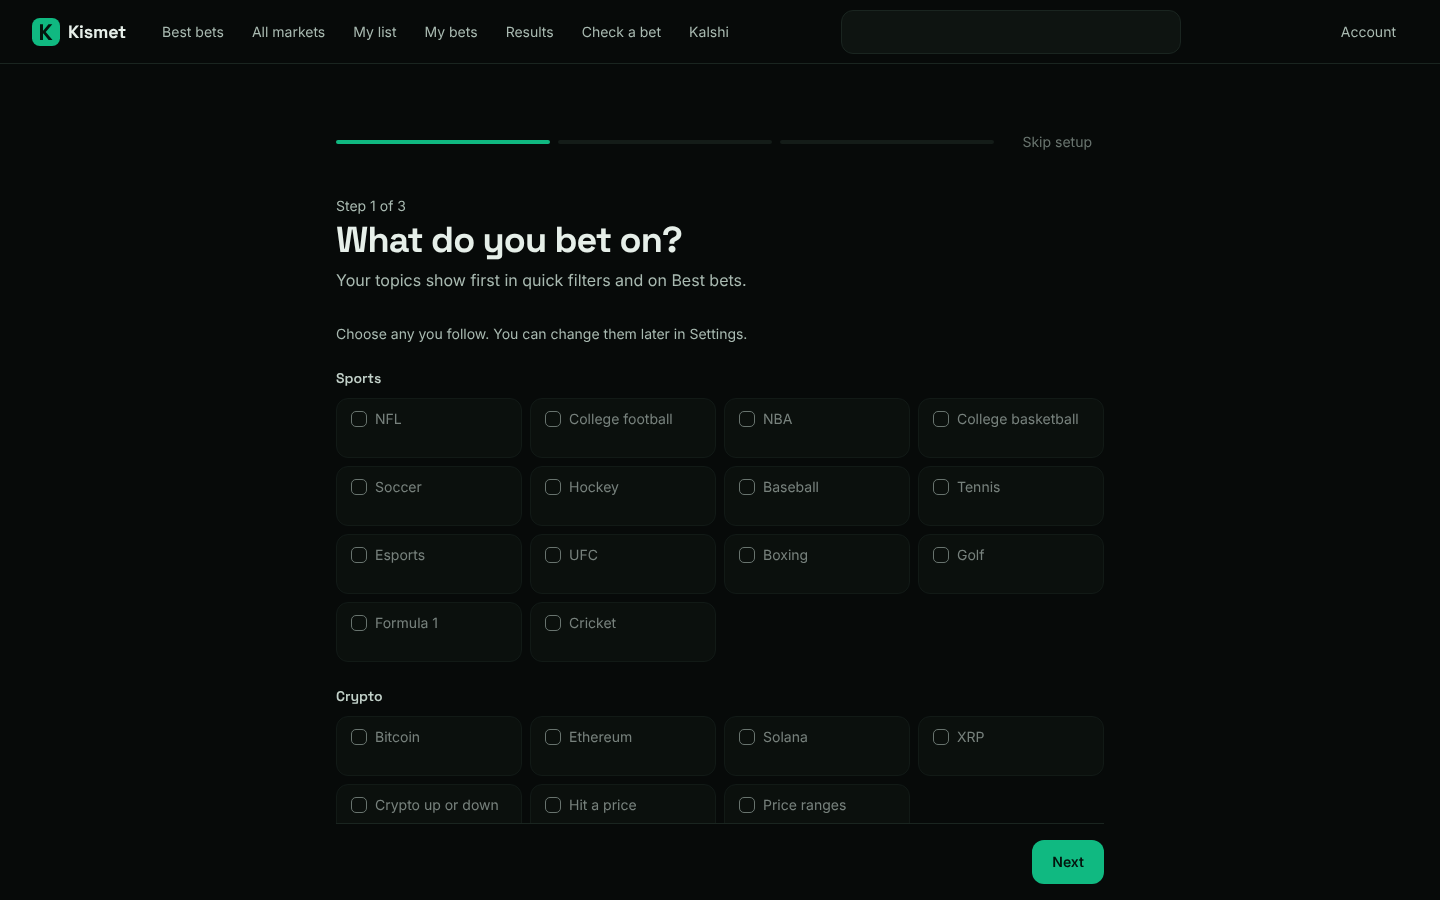 K Kismet Best bets All markets My list My bets Results Check a bet Kalshi Account
Skip setup
Step 1 of 3
What do you bet on?
Your topics show first in quick filters and on Best bets.
Choose any you follow. You can change them later in Settings.
Sports
NFL College football NBA College basketball
Soccer Hockey Baseball Tennis
Esports UFC Boxing Golf
Formula 1 Cricket
Crypto
Bitcoin Ethereum Solana XRP
Crypto up or down Hit a price Price ranges
Next